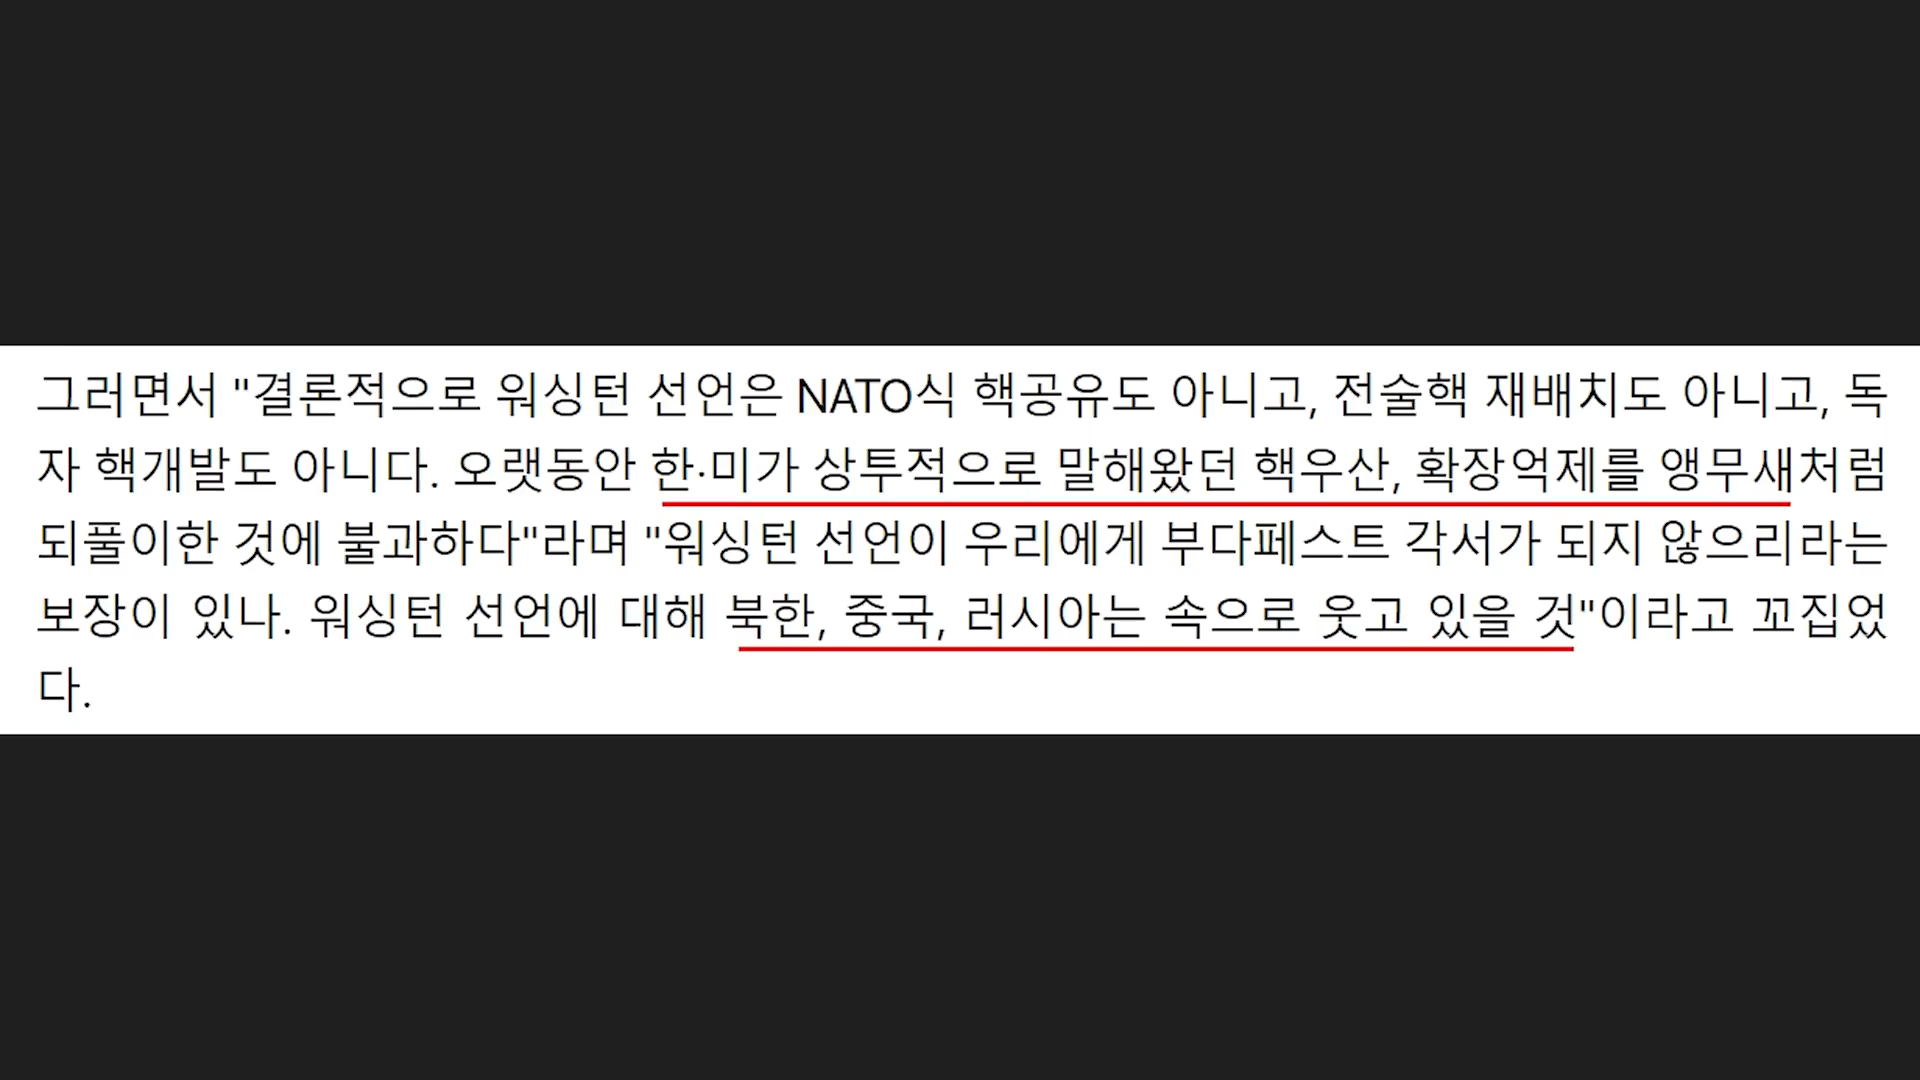 그러면서 "결론적으로 워싱턴 선언은 NATO식 핵공유도 아니고, 전술핵 재배치도 아니고, 독
자 핵개발도 아니다. 오랫동안 한·미가 상투적으로 말해왔던 핵우산, 확장억제를 앵무새처럼
되풀이한 것에 불과하다"라며 "워싱턴 선언이 우리에게 부다페스트 각서가 되지 않으리라는
보장이 있나. 워싱턴 선언에 대해 북한, 중국, 러시아는 속으로 웃고 있을 것"이라고 꼬집었
다.